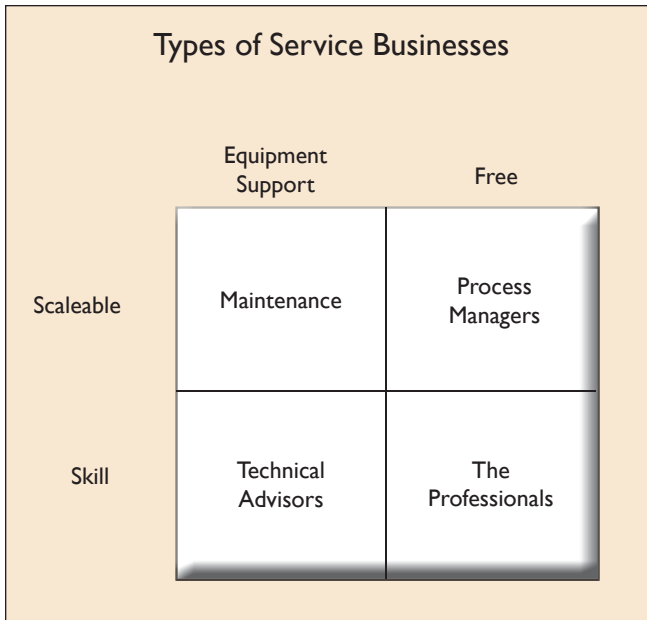 Types of Service Businesses
Equipment
Support
Free
Scaleable
Maintenance
Process
Managers
Skill
Technical
Advisors
The
Professionals